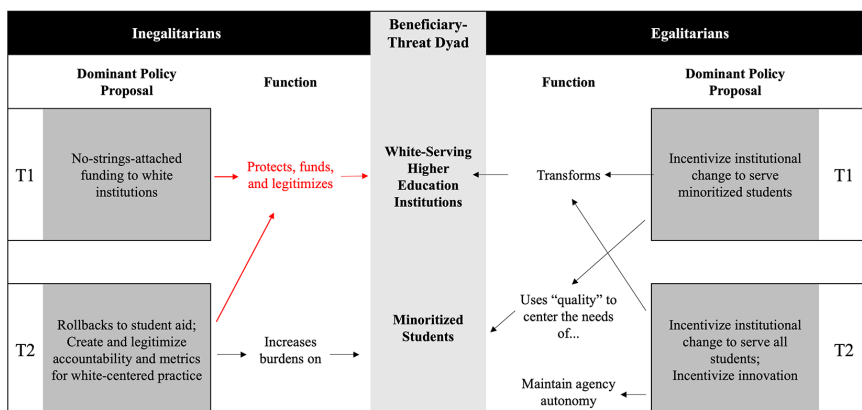 Inegalitarians
Beneficiary-
Threat Dyad
Egalitarians
Dominant Policy
Proposal
Function
Function
Dominant Policy
Proposal
T1
No-strings-attached
funding to white
institutions
Protects, funds,
and legitimizes
White-Serving
Higher
Education
Institutions
Transforms
Incentivize institutional
change to serve
minoritized students
T1
T2
Rollbacks to student aid;
Create and legitimize
accountability and metrics
for white-centered practice
Increases
burdens on
Minoritized
Students
Uses “quality” to
center the needs
of...
Maintain agency
autonomy
Incentivize institutional
change to serve all
students;
Incentivize innovation
T2